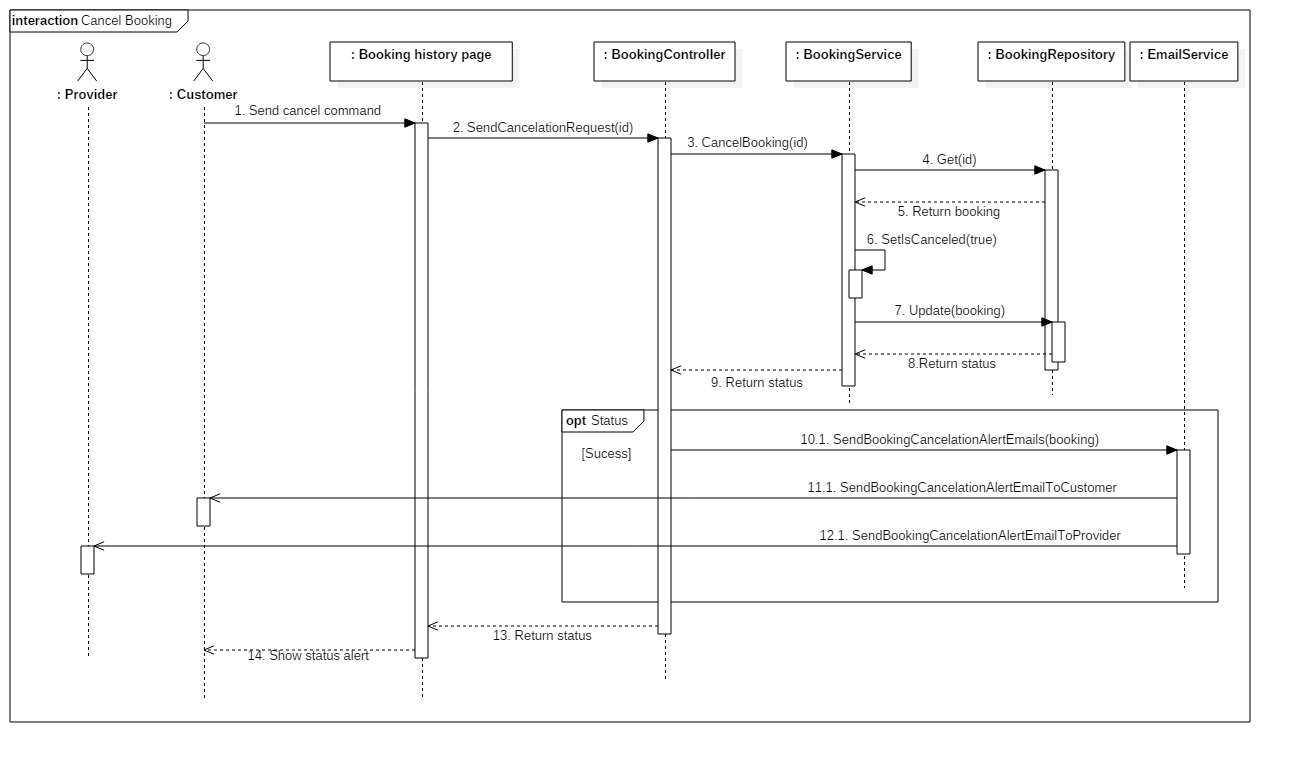 interaction Cancel Booking
: Provider
: Customer
: Booking history page
: BookingController
: BookingService
: BookingRepository
: EmailService
1. Send cancel command
2. SendCancelationRequest(id)
3. CancelBooking(id)
4. Get(id)
5. Return booking
6. SetIsCanceled(true)
7. Update(booking)
8.Return status
9. Return status
opt Status
[Sucess]
10.1. SendBookingCancelationAlertEmails(booking)
11.1. SendBookingCancelationAlertEmailToCustomer
12.1. SendBookingCancelationAlertEmailToProvider
13. Return status
14. Show status alert